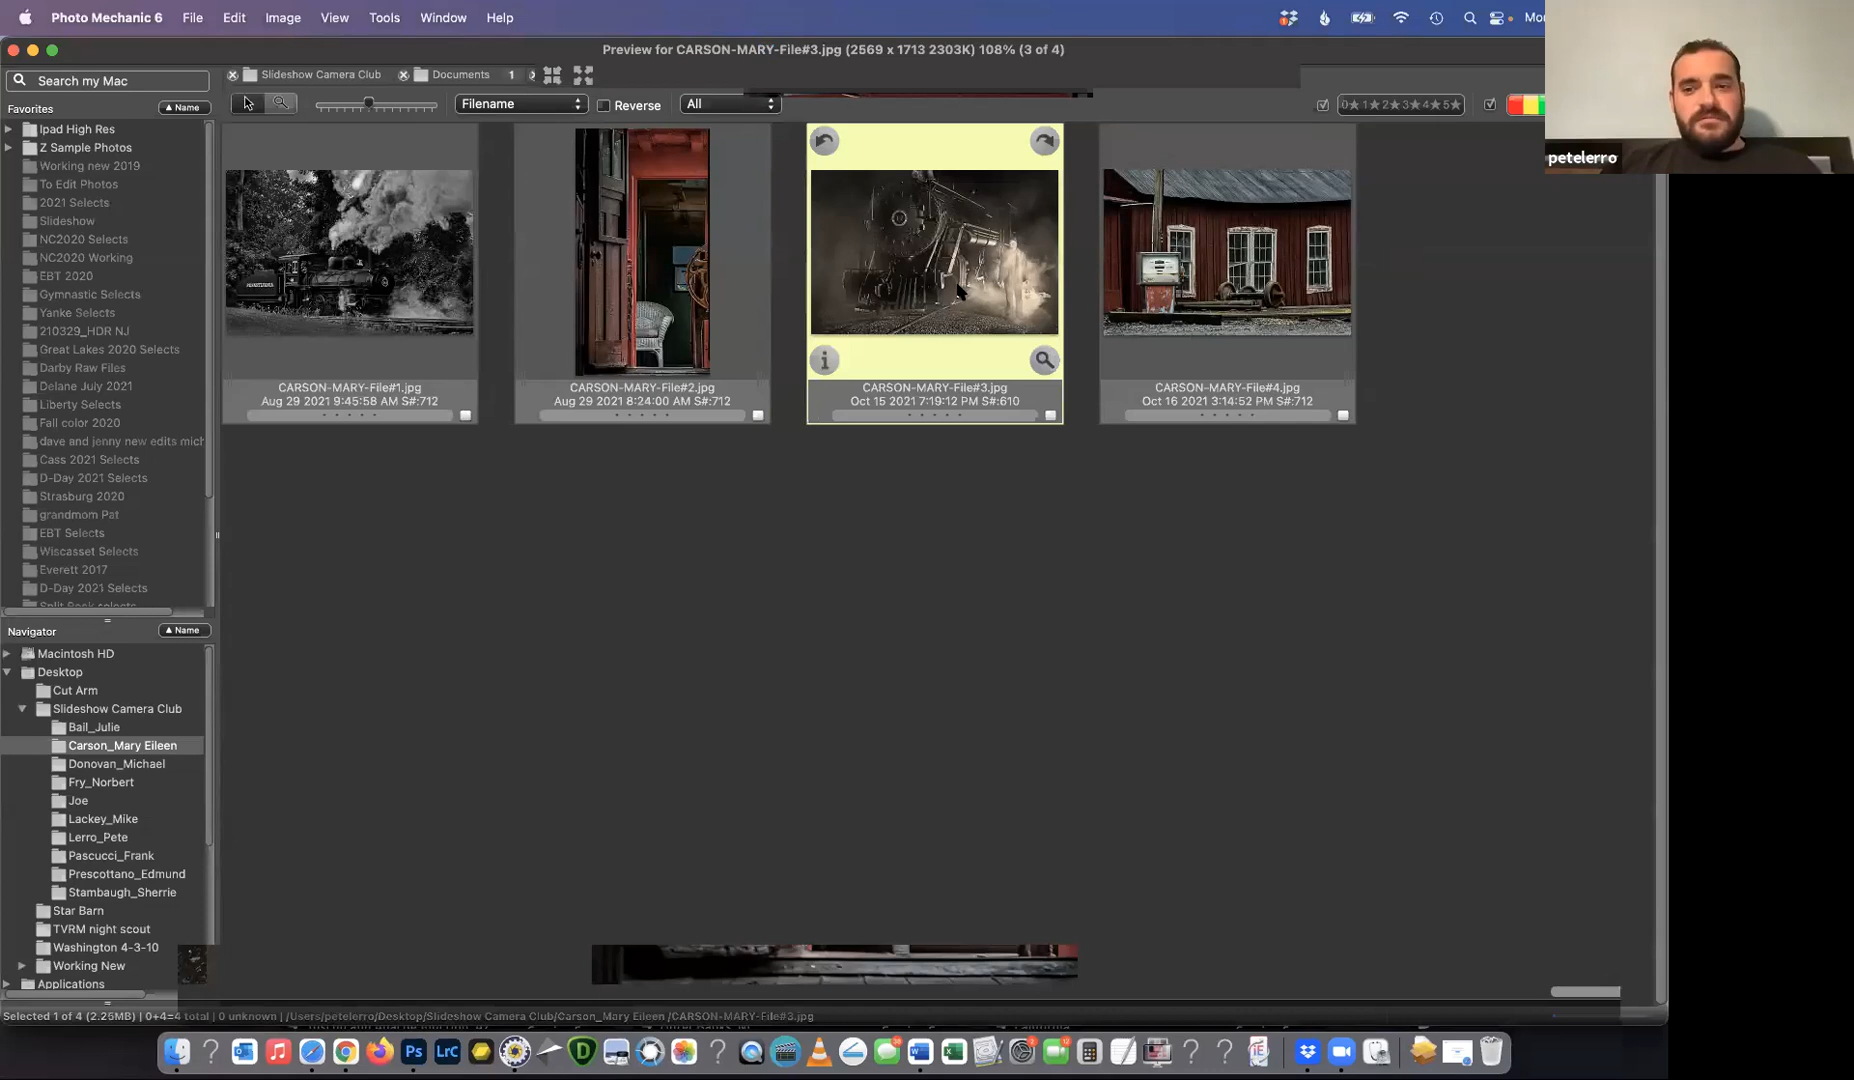 Photo Mechanic 6 File Edit Image View Tools Window Help
Preview for CARSON-MARY-File#3.jpg (2569 x 1713 2303K) 108% (3 of 4)
Search my Mac
Slideshow Camera Club
Documents 1
Favorites
Name
Filename
Reverse
All
0★1★2★3★4★5★
petelerro
Ipad High Res
Z Sample Photos
Working new 2019
To Edit Photos
2021 Selects
Slideshow
NC2020 Selects
NC2020 Working
EBT 2020
Gymnastic Selects
Yanke Selects
210329_HDR NJ
Great Lakes 2020 Selects
Darby Raw Files
Delane July 2021
Liberty Selects
Fall color 2020
dave and jenny new edits mich
Cass 2021 Selects
D-Day 2021 Selects
Strasburg 2020
grandmom Pat
EBT Selects
Wiscasset Selects
Everett 2017
D-Day 2021 Selects
CARSON-MARY-File#1.jpg
Aug 29 2021 9:45:58 AM S#:712
CARSON-MARY-File#2.jpg
Aug 29 2021 8:24:00 AM S#:712
CARSON-MARY-File#3.jpg
Oct 15 2021 7:19:12 PM S#:610
CARSON-MARY-File#4.jpg
Oct 16 2021 3:14:52 PM S#:712
Navigator
Name
Macintosh HD
Desktop
Cut Arm
Slideshow Camera Club
Bail_Julie
Carson_Mary Eileen
Donovan_Michael
Fry_Norbert
Joe
Lackey_Mike
Lerro_Pete
Pascucci_Frank
Prescottano_Edmund
Stambaugh_Sherrie
Star Barn
TVRM night scout
Washington 4-3-10
Working New
Applications
Selected 1 of 4 (2.25MB) | 0+4=4 total | 0 unknown | /Users/petelerro/Desktop/Slideshow Camera Club/Carson_Mary Eileen /CARSON-MARY-File#3.jpg
Ps
LrC